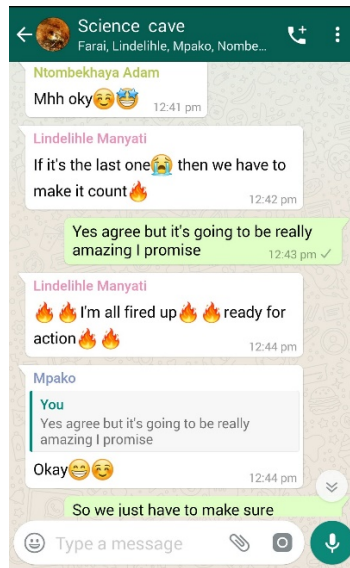 Science cave
Farai, Lindelihle, Mpako, Nombe...
Ntombekhaya Adam
Mhh oky☺️🤩
12:41 pm
Lindelihle Manyati
If it's the last one😭 then we have to
make it count🔥
12:42 pm
Yes agree but it's going to be really
amazing I promise
12:43 pm ✓
Lindelihle Manyati
🔥🔥I'm all fired up🔥🔥ready for
action🔥🔥
12:44 pm
Mpako
You
Yes agree but it's going to be really
amazing I promise
Okay😁☺️
12:44 pm
So we just have to make sure
Type a message